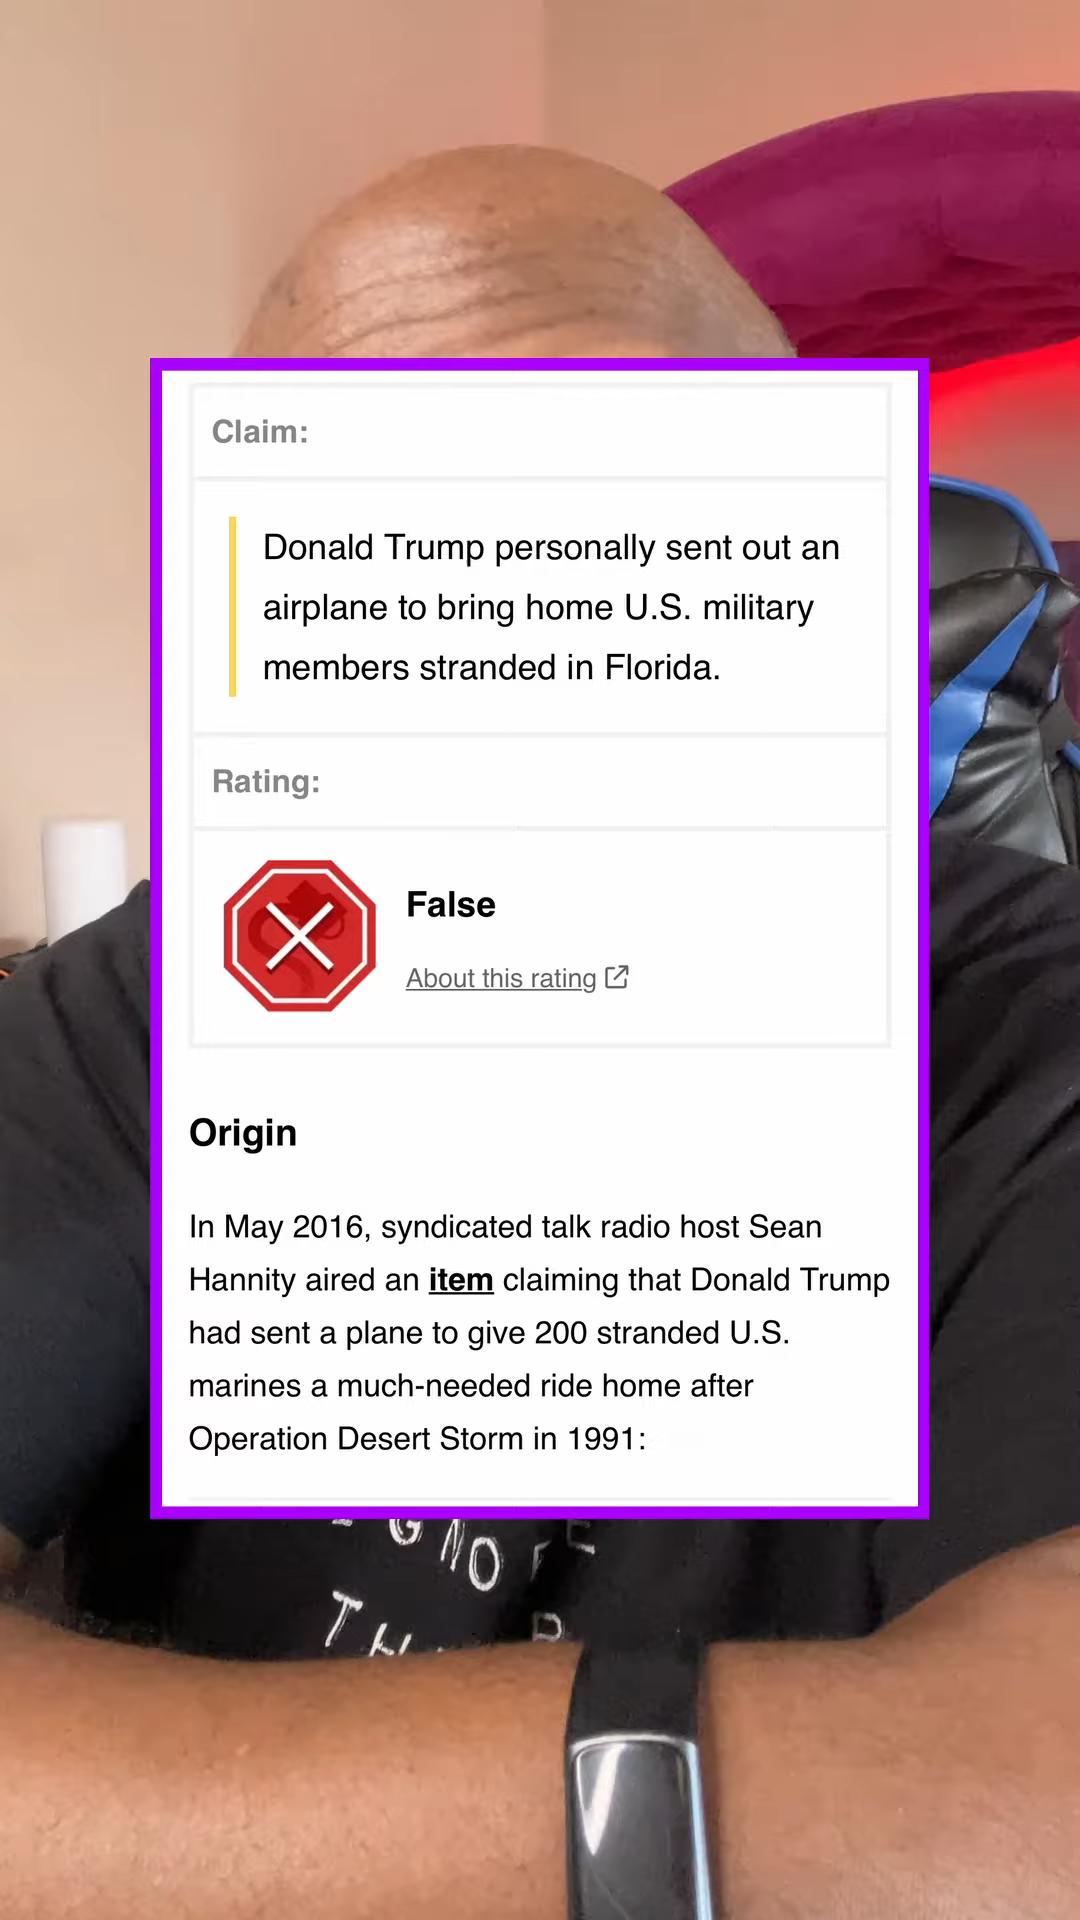 Claim:
Donald Trump personally sent out an
airplane to bring home U.S. military
members stranded in Florida.
Rating:
False
About this rating
Origin
In May 2016, syndicated talk radio host Sean
Hannity aired an item claiming that Donald Trump
had sent a plane to give 200 stranded U.S.
marines a much-needed ride home after
Operation Desert Storm in 1991: